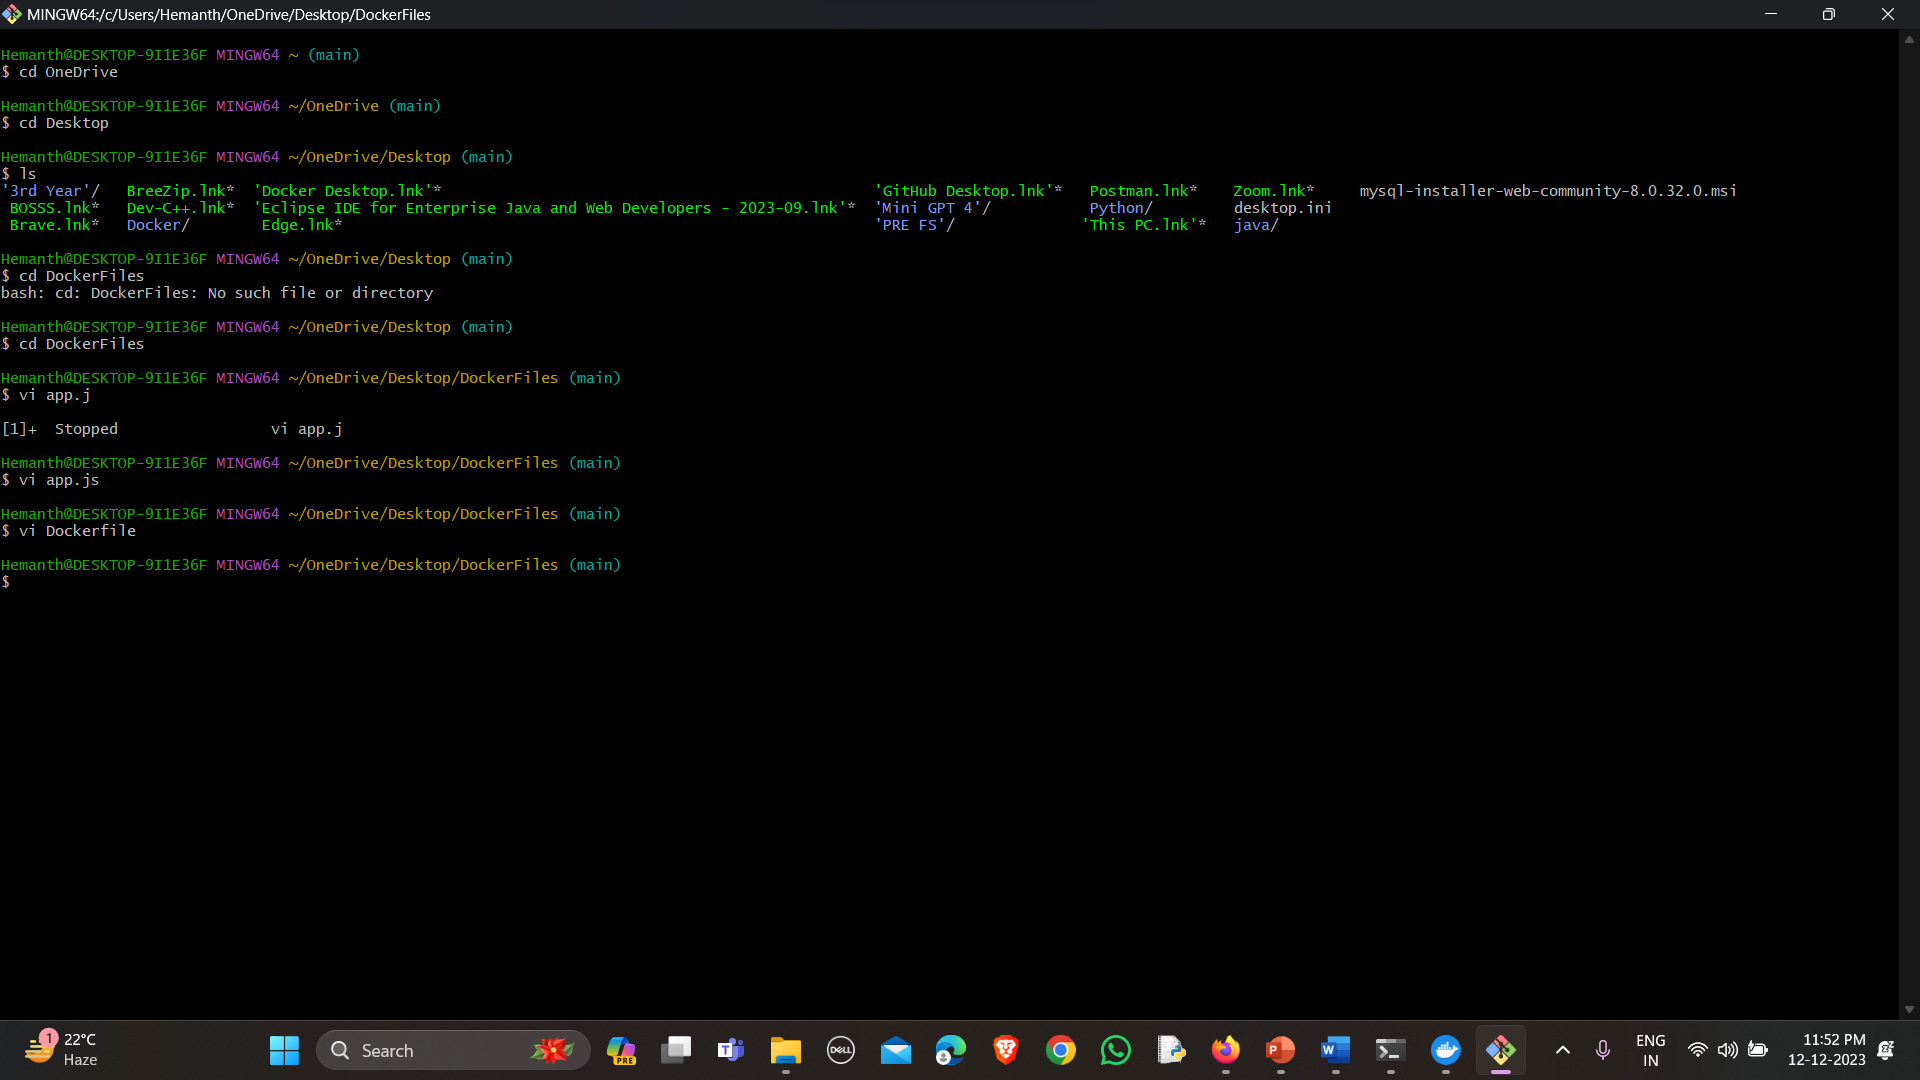 MINGW64:/c/Users/Hemanth/OneDrive/Desktop/DockerFiles
Hemanth@DESKTOP-9I1E36F MINGW64 ~ (main)
$ cd OneDrive
Hemanth@DESKTOP-9I1E36F MINGW64 ~/OneDrive (main)
$ cd Desktop
Hemanth@DESKTOP-9I1E36F MINGW64 ~/OneDrive/Desktop (main)
$ ls
'3rd Year'/   BreeZip.lnk*  'Docker Desktop.lnk'*   'GitHub Desktop.lnk'*   Postman.lnk*    Zoom.lnk*     mysql-installer-web-community-8.0.32.0.msi
BOSSS.lnk*   Dev-C++.lnk*  'Eclipse IDE for Enterprise Java and Web Developers - 2023-09.lnk'*  'Mini GPT 4'/   Python/   desktop.ini
Brave.lnk*   Docker/   Edge.lnk*   'PRE FS'/   'This PC.lnk'*   java/
Hemanth@DESKTOP-9I1E36F MINGW64 ~/OneDrive/Desktop (main)
$ cd DockerFiles
bash: cd: DockerFiles: No such file or directory
Hemanth@DESKTOP-9I1E36F MINGW64 ~/OneDrive/Desktop (main)
$ cd DockerFiles
Hemanth@DESKTOP-9I1E36F MINGW64 ~/OneDrive/Desktop/DockerFiles (main)
$ vi app.j
[1]+  Stopped                 vi app.j
Hemanth@DESKTOP-9I1E36F MINGW64 ~/OneDrive/Desktop/DockerFiles (main)
$ vi app.js
Hemanth@DESKTOP-9I1E36F MINGW64 ~/OneDrive/Desktop/DockerFiles (main)
$ vi Dockerfile
Hemanth@DESKTOP-9I1E36F MINGW64 ~/OneDrive/Desktop/DockerFiles (main)
$
1
22°C
Haze
Search
PRE
T
DELL
P
W
ENG
IN
11:52 PM
12-12-2023